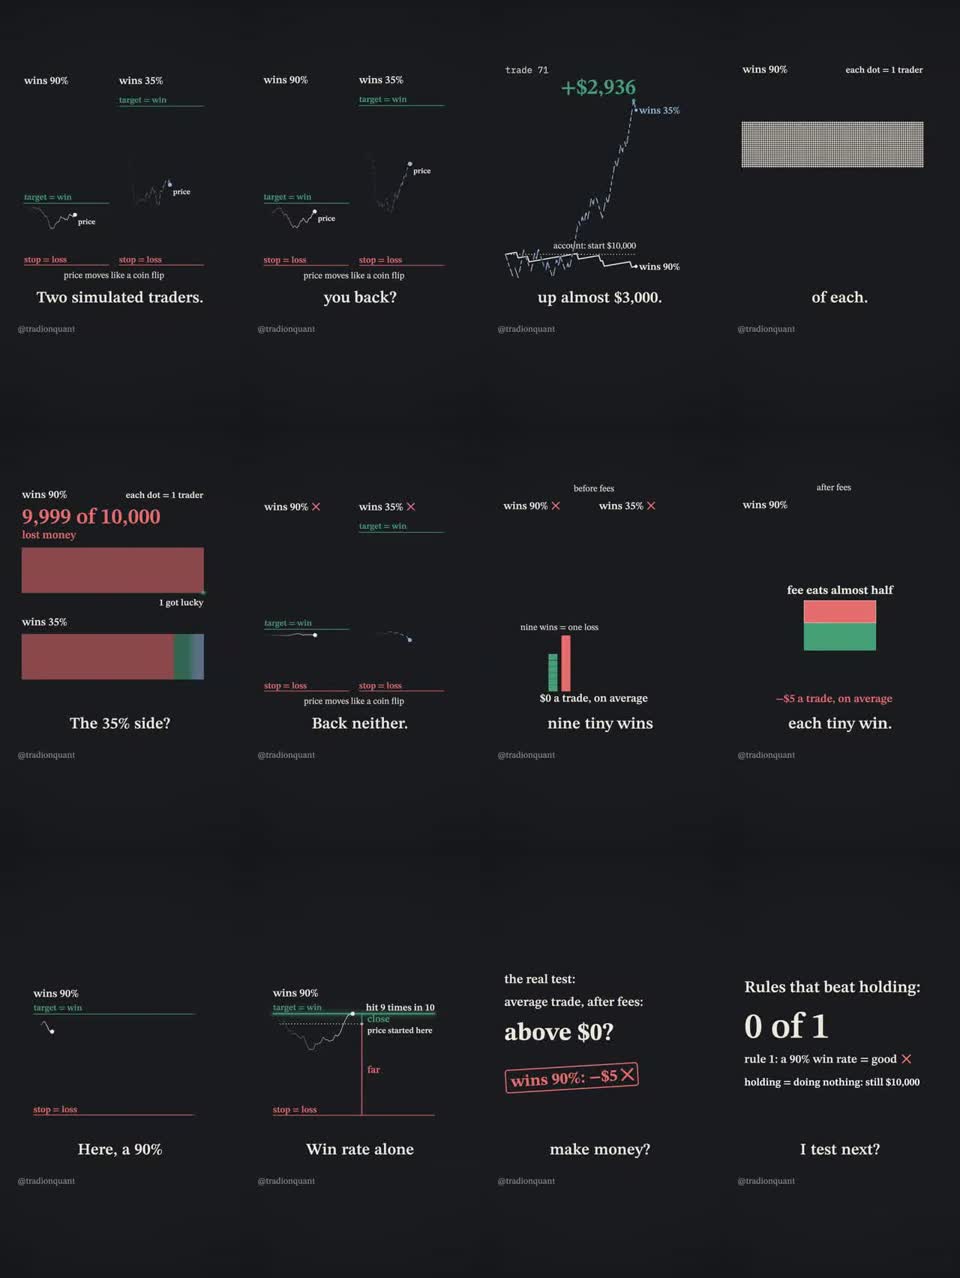 wins 90%
wins 35%
target = win
price
target = win
price
stop = loss
stop = loss
price moves like a coin flip
Two simulated traders.
@tradionquant
wins 90%
wins 35%
target = win
price
target = win
price
stop = loss
stop = loss
price moves like a coin flip
you back?
@tradionquant
trade 71
+$2,936
wins 35%
account: start $10,000
wins 90%
up almost $3,000.
@tradionquant
wins 90%
each dot = 1 trader
of each.
@tradionquant
wins 90%
each dot = 1 trader
9,999 of 10,000
lost money
1 got lucky
wins 35%
The 35% side?
@tradionquant
wins 90%
wins 35%
target = win
target = win
stop = loss
stop = loss
price moves like a coin flip
Back neither.
@tradionquant
before fees
wins 90%
wins 35%
nine wins = one loss
$0 a trade, on average
nine tiny wins
@tradionquant
after fees
wins 90%
fee eats almost half
−$5 a trade, on average
each tiny win.
@tradionquant
wins 90%
target = win
stop = loss
Here, a 90%
@tradionquant
wins 90%
target = win
hit 9 times in 10
close
price started here
far
stop = loss
Win rate alone
@tradionquant
the real test:
average trade, after fees:
above $0?
wins 90%: −$5
make money?
@tradionquant
Rules that beat holding:
0 of 1
rule 1: a 90% win rate = good
holding = doing nothing: still $10,000
I test next?
@tradionquant